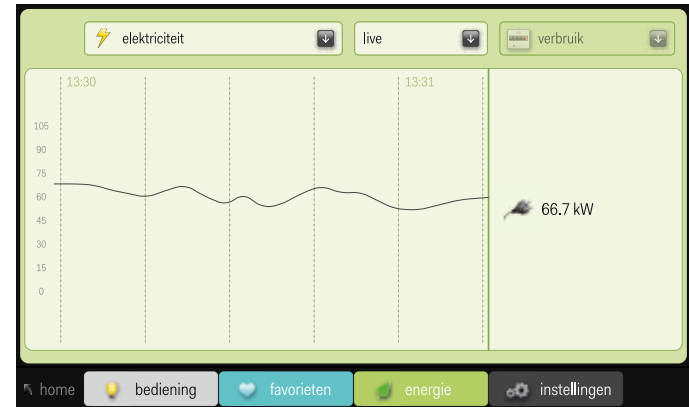 elektriciteit
live
verbruik
13:30
13:31
105
90
75
60
45
30
15
0
66.7 kW
home
bediening
favorieten
energie
instellingen